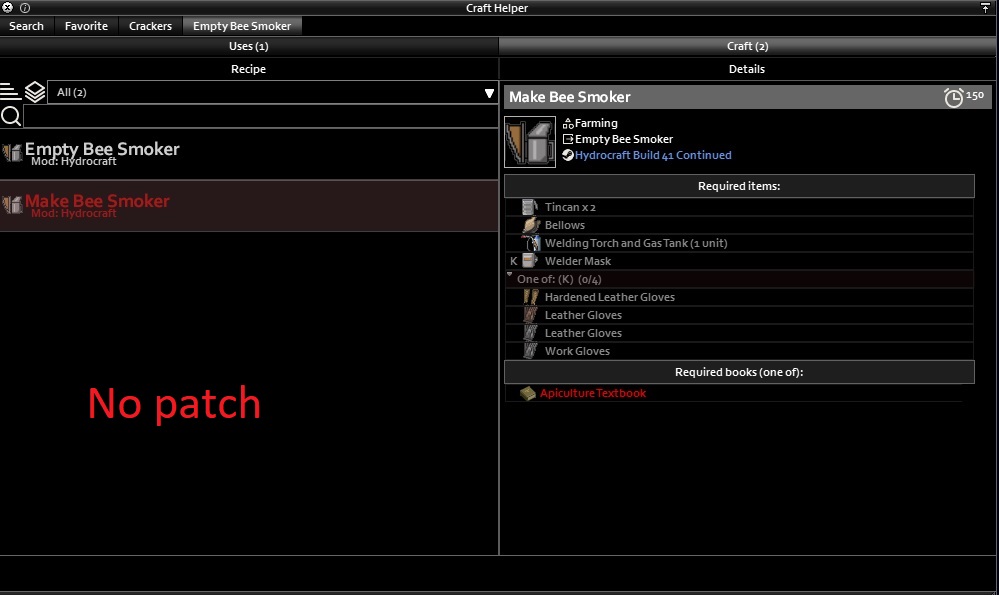 Craft Helper
Search Favorite Crackers Empty Bee Smoker
Uses (1) Craft (2)
Recipe Details
All (2)
Make Bee Smoker 150
Farming
Empty Bee Smoker
Hydrocraft Build 41 Continued
Empty Bee Smoker
Mod: Hydrocraft
Make Bee Smoker
Mod: Hydrocraft
Required items:
Tincan x 2
Bellows
Welding Torch and Gas Tank (1 unit)
K Welder Mask
One of: (K) (0/4)
Hardened Leather Gloves
Leather Gloves
Leather Gloves
Work Gloves
Required books (one of):
Apiculture Textbook
No patch